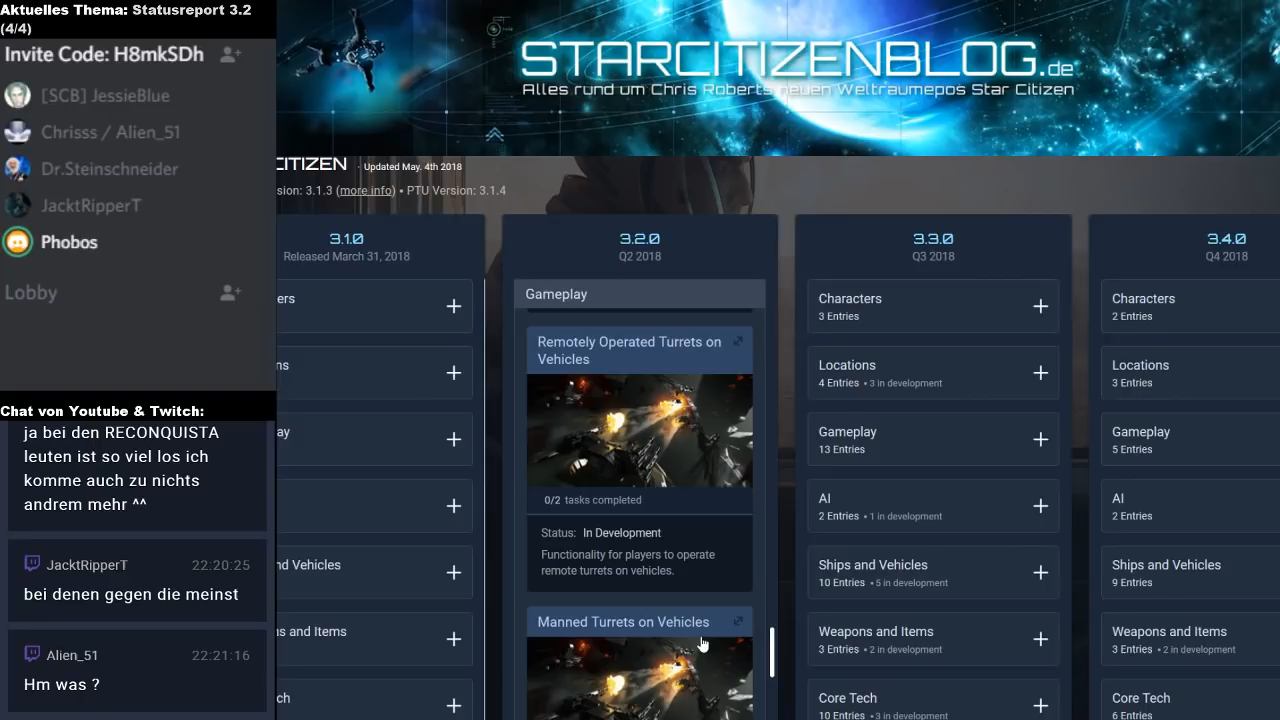 Aktuelles Thema: Statusreport 3.2
(4/4)
Invite Code: H8mkSDh
[SCB] JessieBlue
Chrisss / Alien_51
Dr.Steinschneider
JacktRipperT
Phobos
Lobby
Chat von Youtube & Twitch:
ja bei den RECONQUISTA
leuten ist so viel los ich
komme auch zu nichts
andrem mehr ^^
JacktRipperT 22:20:25
bei denen gegen die meinst
Alien_51 22:21:16
Hm was ?
STARCITIZENBLOG.de
Alles rund um Chris Roberts neuen Weltraumepos Star Citizen
CITIZEN · Updated May. 4th 2018
sion: 3.1.3 (more info) • PTU Version: 3.1.4
3.1.0
Released March 31, 2018
ers
ns
ay
nd Vehicles
ns and Items
ch
3.2.0
Q2 2018
Gameplay
Remotely Operated Turrets on
Vehicles
0/2 tasks completed
Status: In Development
Functionality for players to operate
remote turrets on vehicles.
Manned Turrets on Vehicles
3.3.0
Q3 2018
Characters
3 Entries
Locations
4 Entries • 3 in development
Gameplay
13 Entries
AI
2 Entries • 1 in development
Ships and Vehicles
10 Entries • 5 in development
Weapons and Items
3 Entries • 2 in development
Core Tech
10 Entries • 3 in development
3.4.0
Q4 2018
Characters
2 Entries
Locations
3 Entries
Gameplay
5 Entries
AI
2 Entries
Ships and Vehicles
9 Entries
Weapons and Items
3 Entries • 2 in development
Core Tech
6 Entries